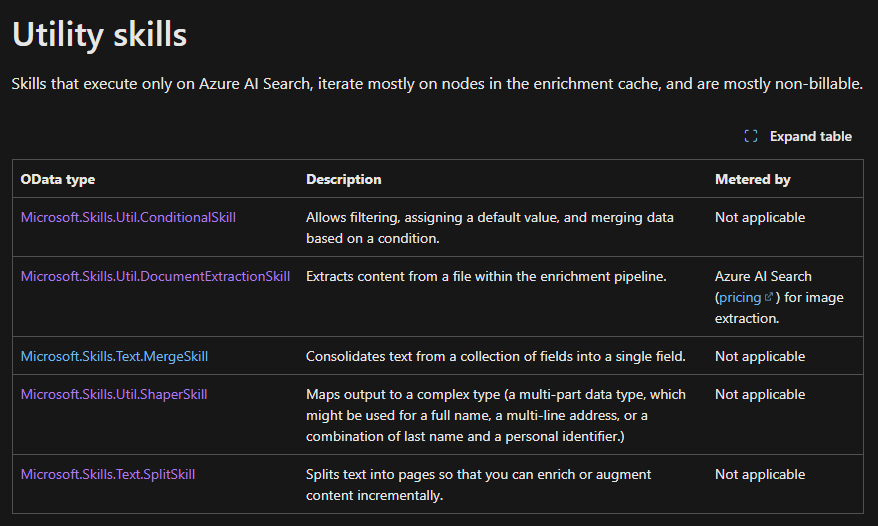 Utility skills
Skills that execute only on Azure AI Search, iterate mostly on nodes in the enrichment cache, and are mostly non-billable.
Expand table
OData type Description Metered by
Microsoft.Skills.Util.ConditionalSkill Allows filtering, assigning a default value, and merging data Not applicable
based on a condition.
Microsoft.Skills.Util.DocumentExtractionSkill Extracts content from a file within the enrichment pipeline. Azure AI Search
(pricing) for image
extraction.
Microsoft.Skills.Text.MergeSkill Consolidates text from a collection of fields into a single field. Not applicable
Microsoft.Skills.Util.ShaperSkill Maps output to a complex type (a multi-part data type, which Not applicable
might be used for a full name, a multi-line address, or a
combination of last name and a personal identifier.)
Microsoft.Skills.Text.SplitSkill Splits text into pages so that you can enrich or augment Not applicable
content incrementally.